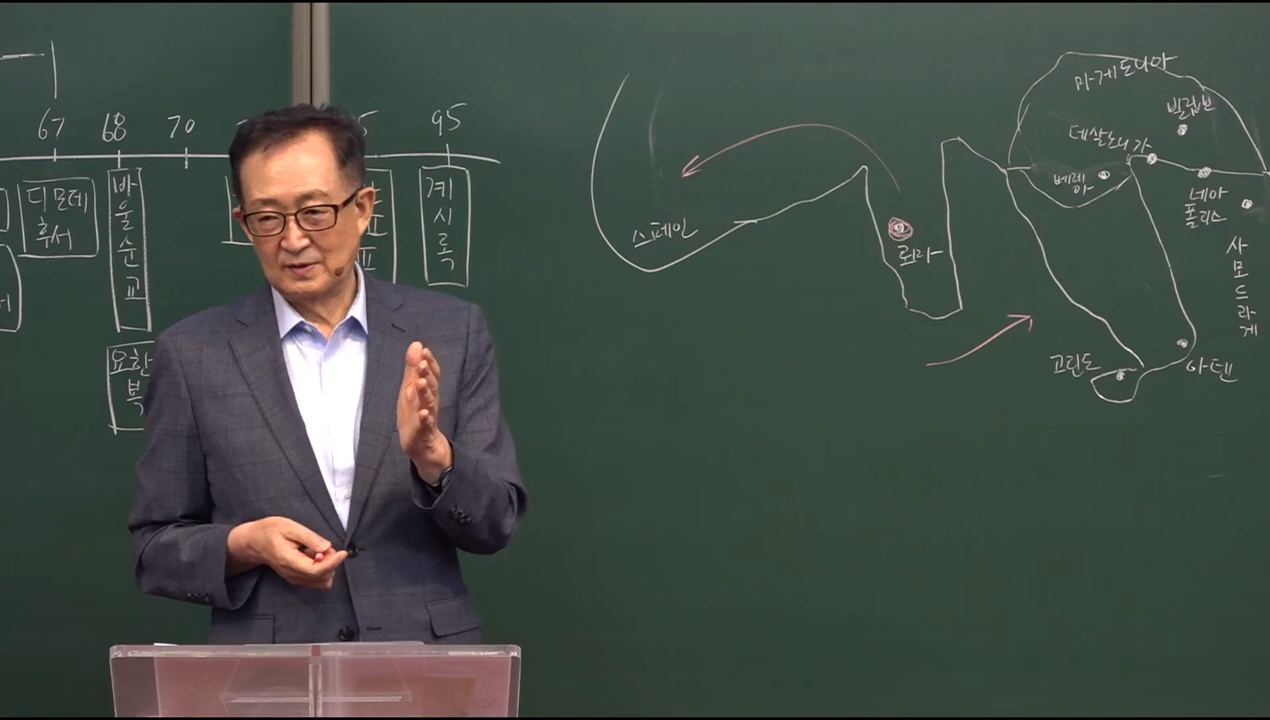 67 68 70 95
디모데
후서
바울순교
요한
복
계시록
스페인
로마
마게도니아
빌립보
데살로니가
베뢰아
네아
폴리스
사모드라게
고린도
아덴